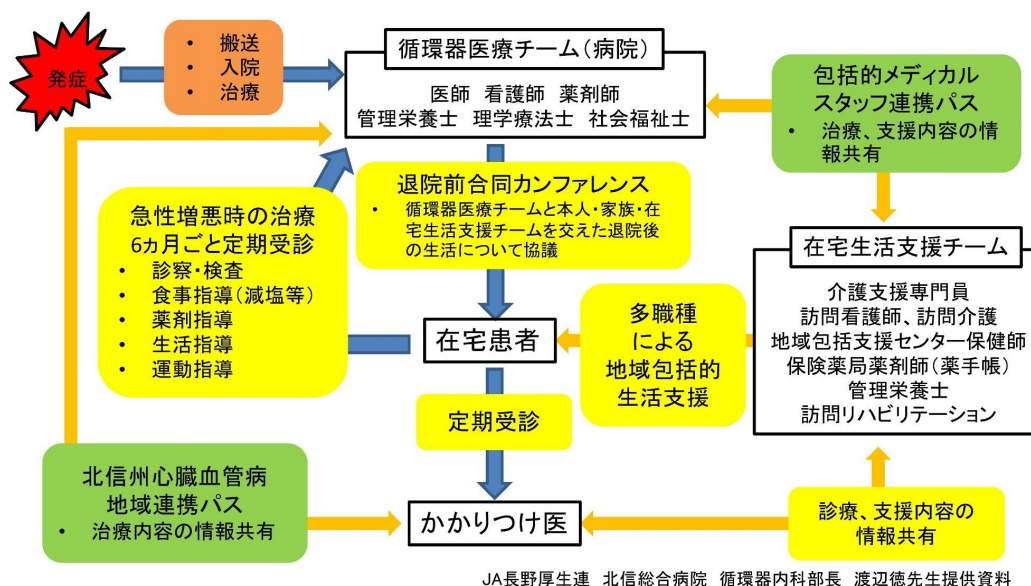 発症
• 搬送
• 入院
• 治療
循環器医療チーム(病院)
医師 看護師 薬剤師
管理栄養士 理学療法士 社会福祉士
包括的メディカル
スタッフ連携パス
• 治療、支援内容の情
報共有
退院前合同カンファレンス
• 循環器医療チームと本人・家族・在
宅生活支援チームを交えた退院後
の生活について協議
急性増悪時の治療
6ヵ月ごと定期受診
• 診察・検査
• 食事指導(減塩等)
• 薬剤指導
• 生活指導
• 運動指導
在宅生活支援チーム
介護支援専門員
訪問看護師、訪問介護
地域包括支援センター保健師
保険薬局薬剤師(薬手帳)
管理栄養士
訪問リハビリテーション
多職種
による
地域包括的
生活支援
在宅患者
定期受診
北信州心臓血管病
地域連携パス
• 治療内容の情報共有
かかりつけ医
診療、支援内容の
情報共有
JA長野厚生連 北信総合病院 循環器内科部長 渡辺徳先生提供資料